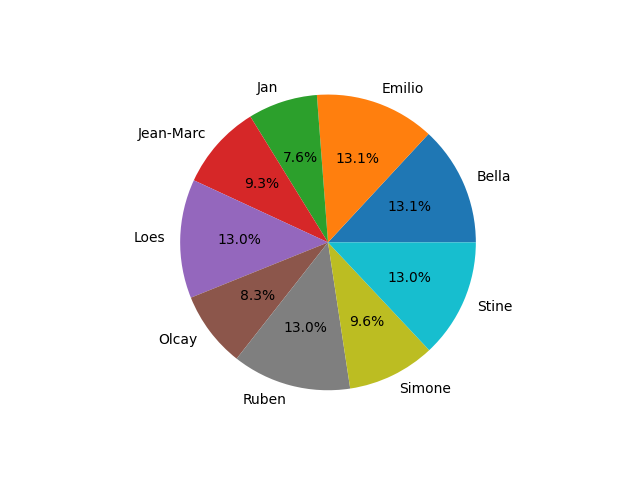 Jan
Emilio
Jean-Marc
Bella
Loes
Stine
Olcay
Simone
Ruben
7.6%
13.1%
9.3%
13.1%
13.0%
13.0%
8.3%
9.6%
13.0%